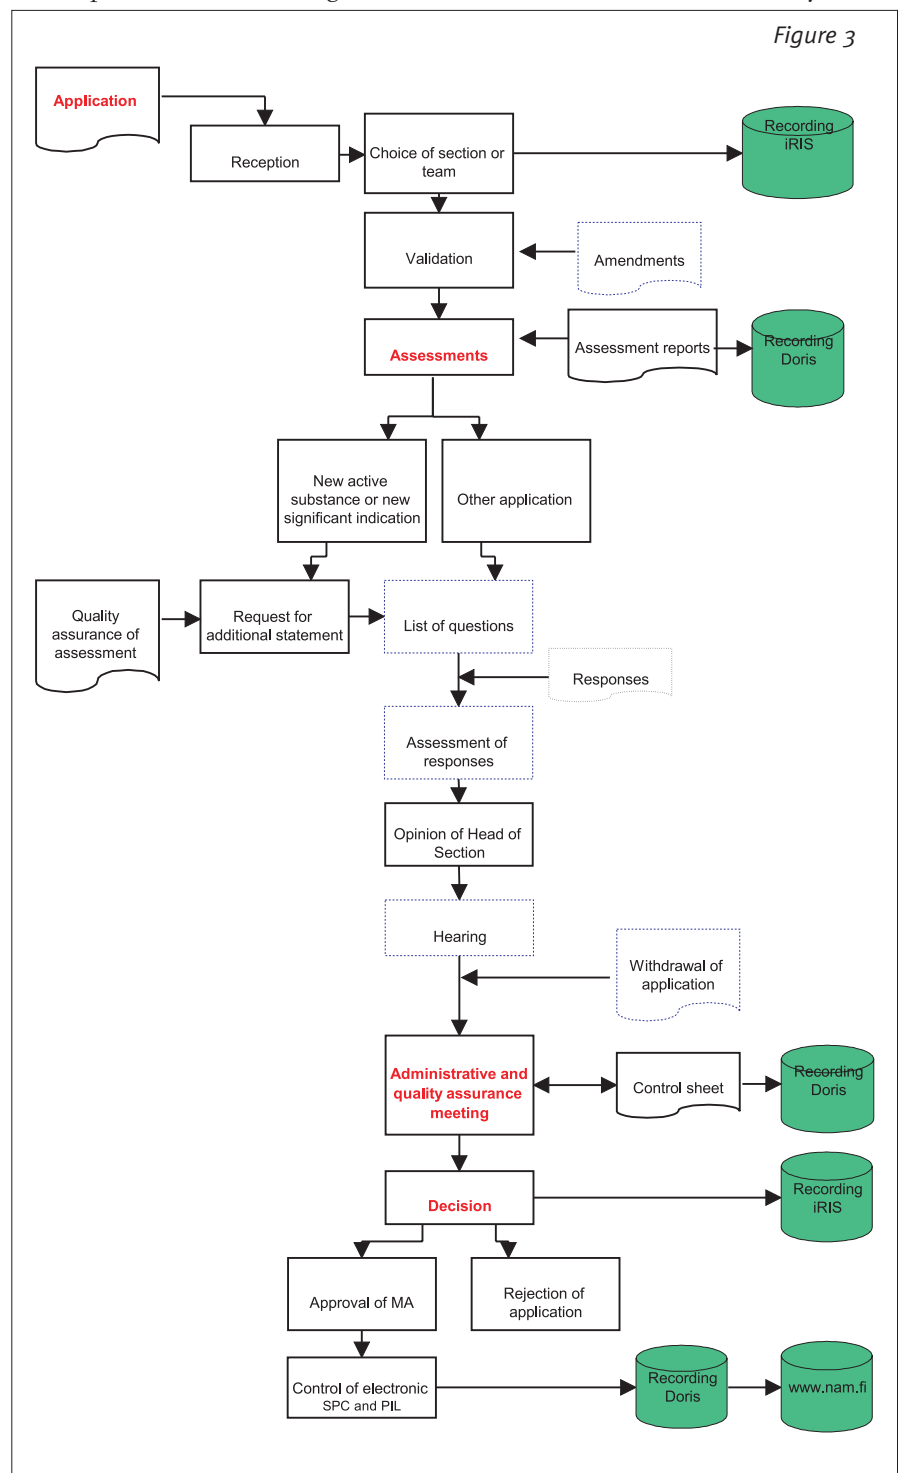 Figure 3
Application
Reception
Choice of section or
team
Recording
iRIS
Validation
Amendments
Assessments
Assessment reports
Recording
Doris
New active
substance or new
significant indication
Other application
Quality
assurance of
assessment
Request for
additional statement
List of questions
Responses
Assessment of
responses
Opinion of Head of
Section
Hearing
Withdrawal of
application
Administrative and
quality assurance
meeting
Control sheet
Recording
Doris
Decision
Recording
iRIS
Approval of MA
Rejection of
application
Control of electronic
SPC and PIL
Recording
Doris
www.nam.fi